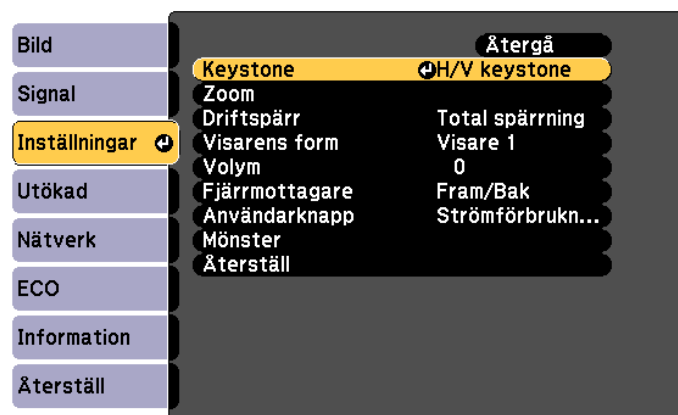 Bild
Signal
Inställningar
Utökad
Nätverk
ECO
Information
Återställ
Återgå
Keystone H/V keystone
Zoom
Driftspärr Total spärrning
Visarens form Visare 1
Volym 0
Fjärrmottagare Fram/Bak
Användarknapp Strömförbrukn...
Mönster
Återställ